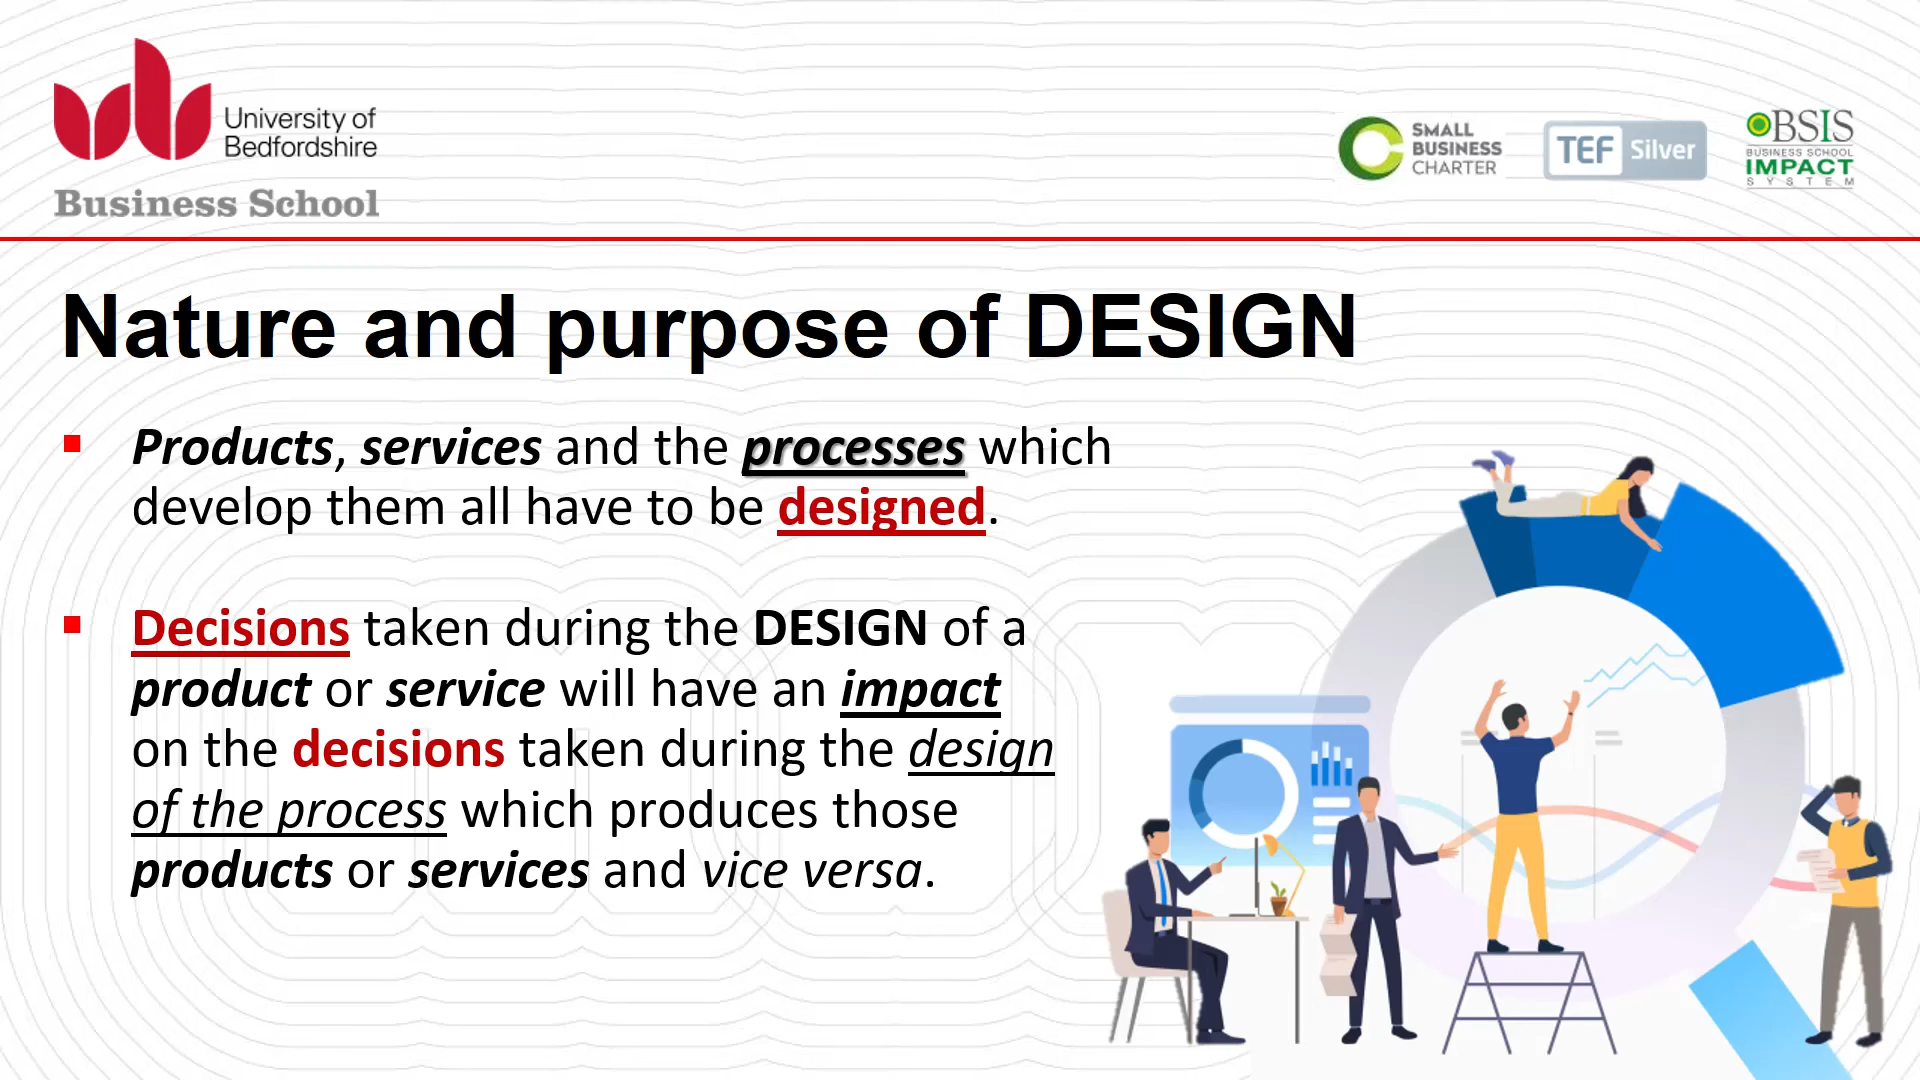 University of
Bedfordshire
Business School
SMALL
BUSINESS
CHARTER
TEF Silver
BSIS
BUSINESS SCHOOL
IMPACT
SYSTEM
Nature and purpose of DESIGN
Products, services and the processes which
develop them all have to be designed.
Decisions taken during the DESIGN of a
product or service will have an impact
on the decisions taken during the design
of the process which produces those
products or services and vice versa.